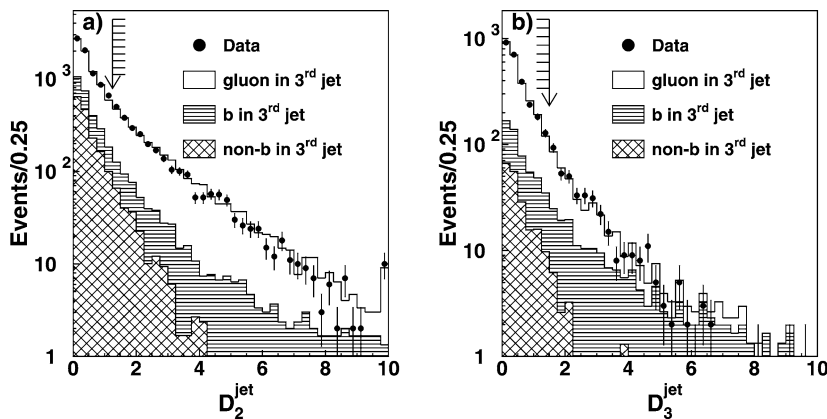 a)
Data
gluon in 3rd jet
b in 3rd jet
non-b in 3rd jet
Events/0.25
10^3
10^2
10
1
0 2 4 6 8 10
D_2^jet
b)
Data
gluon in 3rd jet
b in 3rd jet
non-b in 3rd jet
Events/0.25
10^3
10^2
10
1
0 2 4 6 8 10
D_3^jet